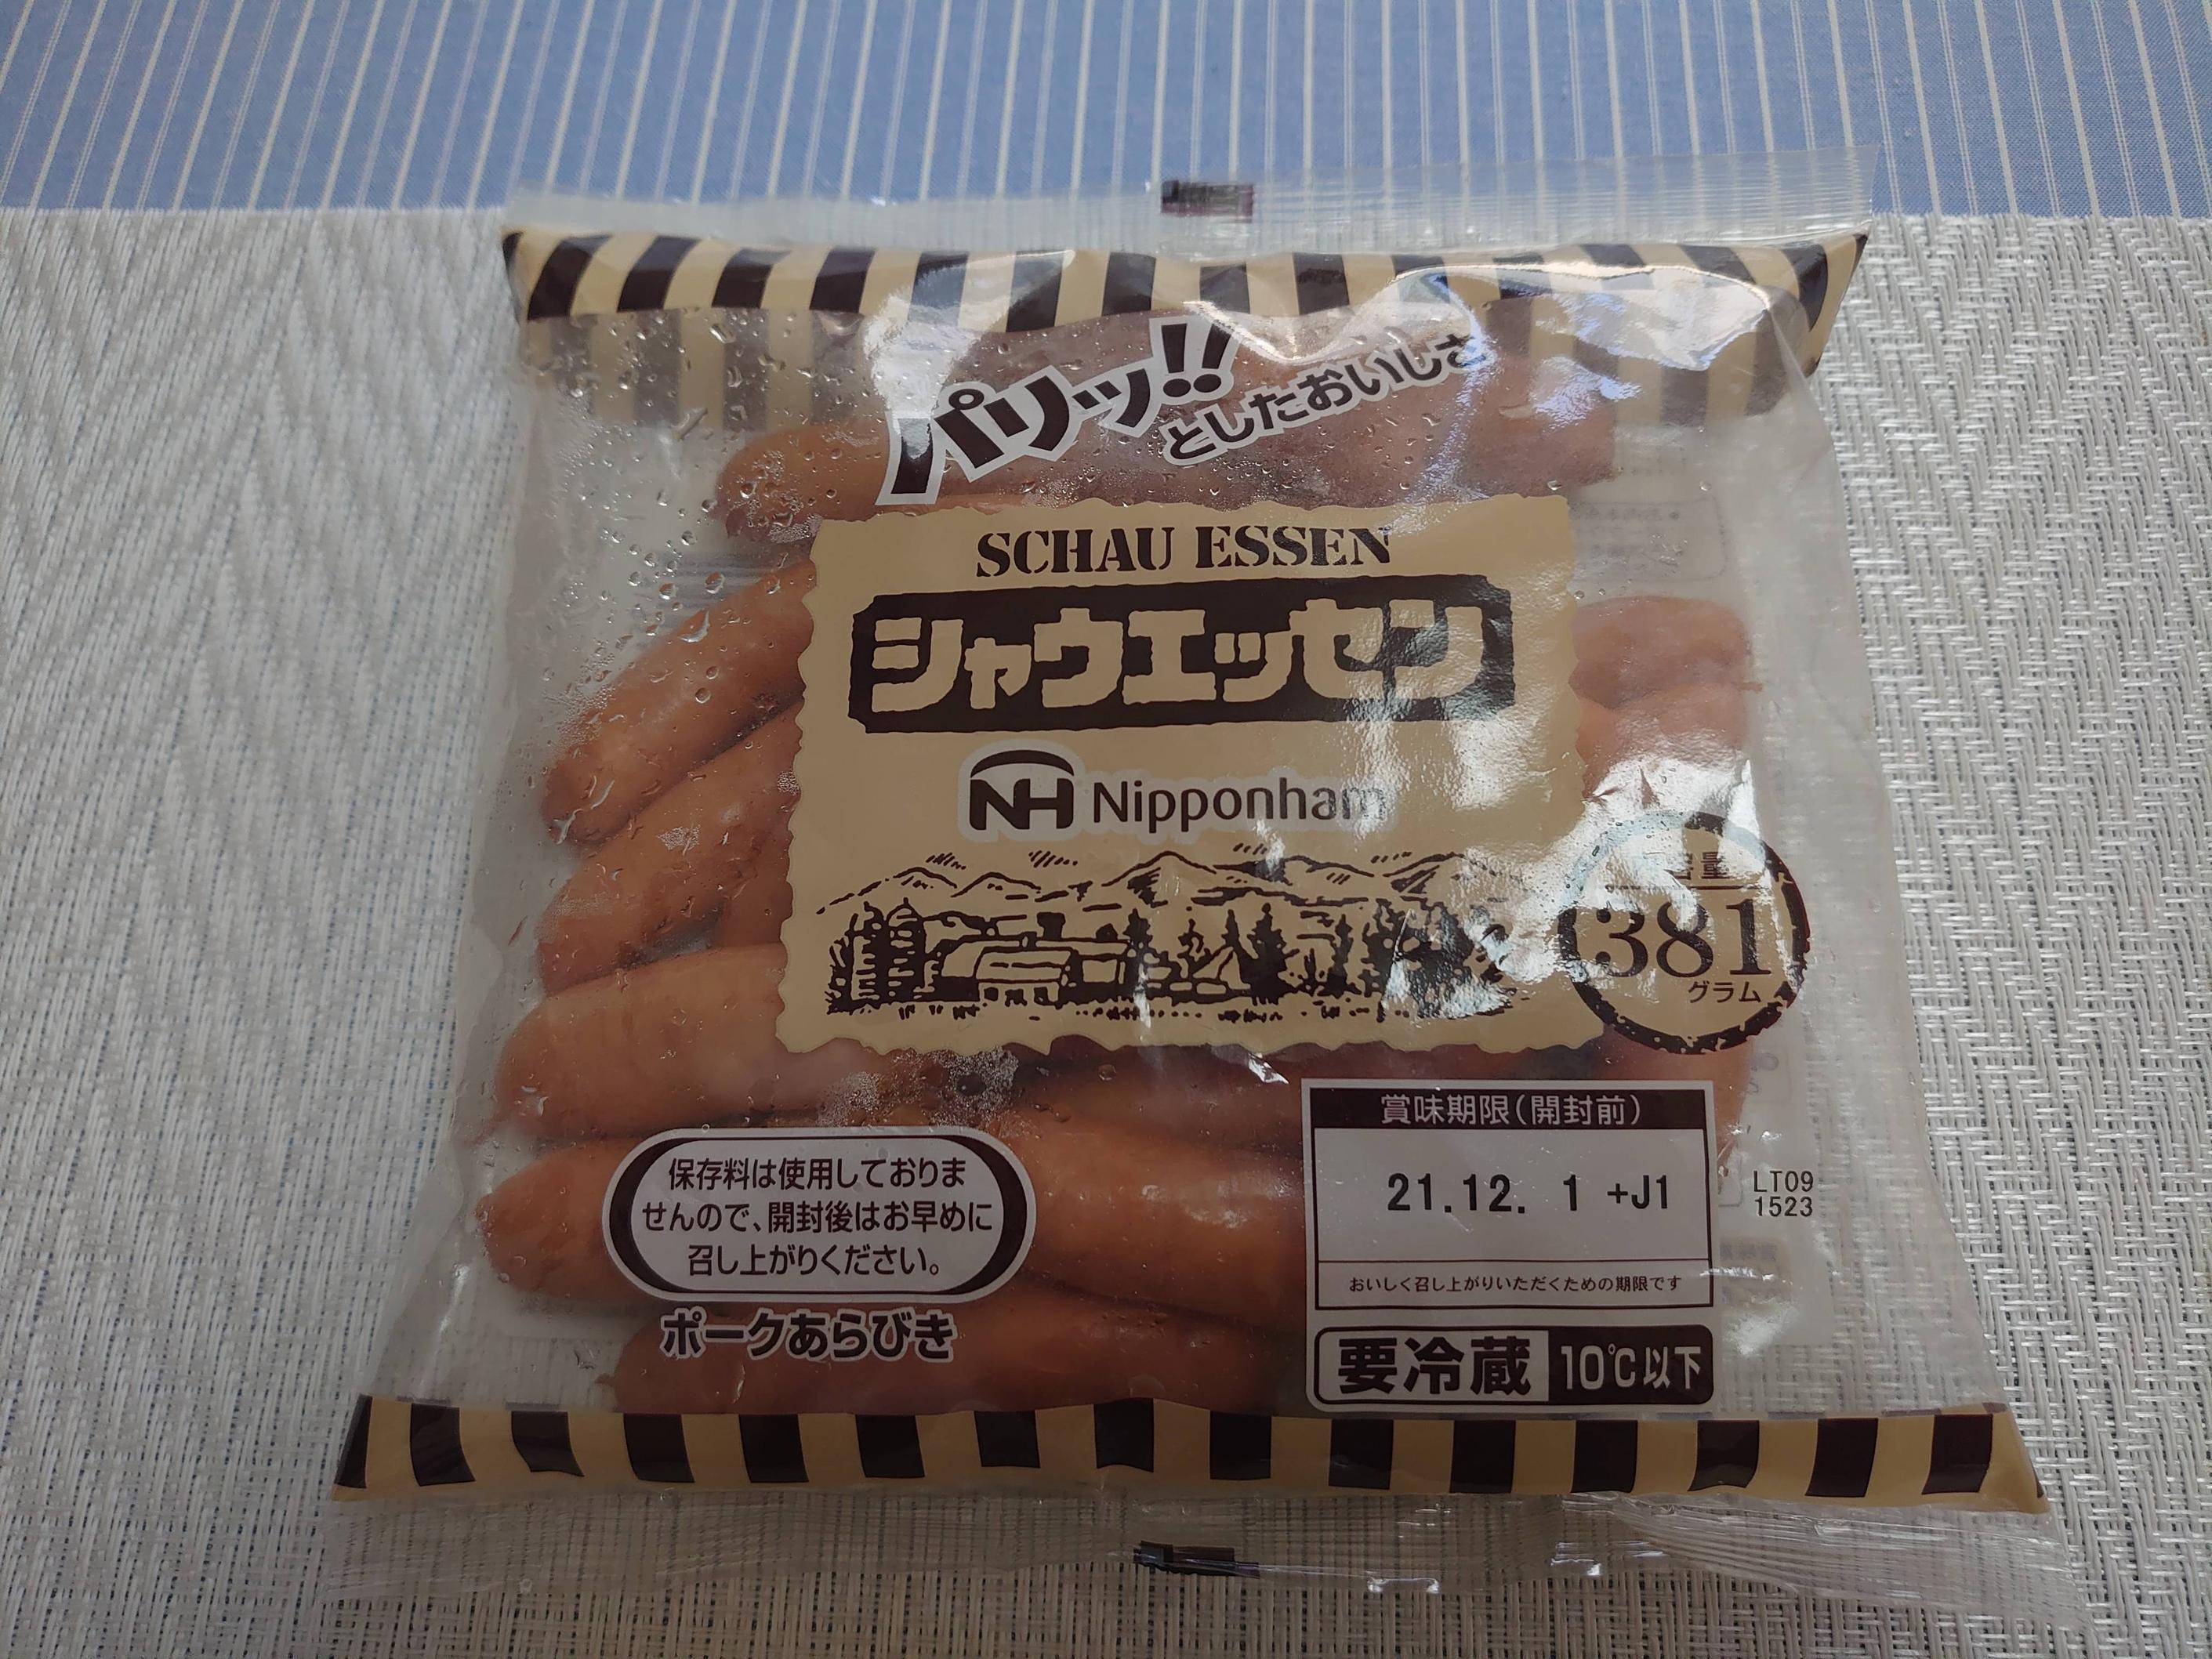 パリッ!!
としたおいしさ
SCHAU ESSEN
シャウエッセン
NH Nipponham
381
グラム
賞味期限(開封前)
21.12. 1 +J1
LT09
1523
おいしく召し上がりいただくための期限です
保存料は使用しておりま
せんので、開封後はお早めに
召し上がりください。
ポークあらびき
要冷蔵 10℃以下